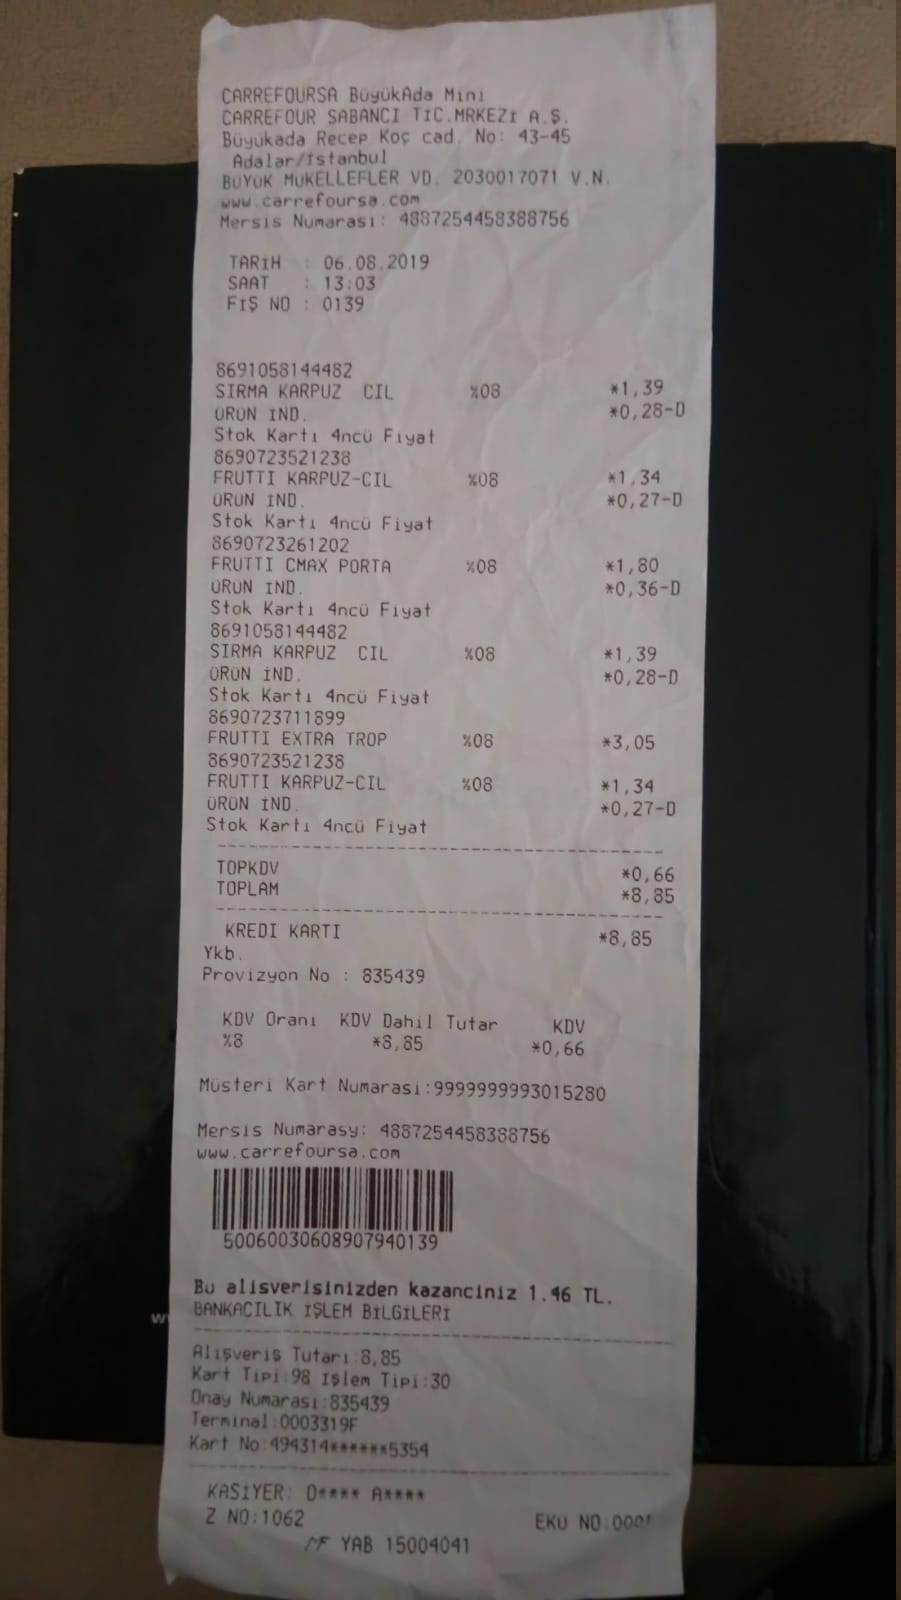 CARREFOURSA BüyükAda Mini
CARREFOUR SABANCI TİC.MRKEZİ A.Ş.
Büyükada Recep Koç cad. No: 43-45
Adalar/İstanbul
BÜYÜK MÜKELLEFLER VD. 2030017071 V.N.
www.carrefoursa.com
Mersis Numarası: 4887254458388756
TARİH : 06.08.2019
SAAT : 13:03
FİŞ NO : 0139
8691058144482
SIRMA KARPUZ CIL %08 *1,39
ÜRÜN İND. *0,28-D
Stok Kartı 4ncü Fiyat
8690723521238
FRUTTI KARPUZ-CIL %08 *1,34
ÜRÜN İND. *0,27-D
Stok Kartı 4ncü Fiyat
8690723261202
FRUTTI CMAX PORTA %08 *1,80
ÜRÜN İND. *0,36-D
Stok Kartı 4ncü Fiyat
8691058144482
SIRMA KARPUZ CIL %08 *1,39
ÜRÜN İND. *0,28-D
Stok Kartı 4ncü Fiyat
8690723711899
FRUTTI EXTRA TROP %08 *3,05
8690723521238
FRUTTI KARPUZ-CIL %08 *1,34
ÜRÜN İND. *0,27-D
Stok Kartı 4ncü Fiyat
TOPKDV *0,66
TOPLAM *8,85
KREDİ KARTI *8,85
Ykb.
Provizyon No : 835439
KDV Oranı KDV Dahil Tutar KDV
%8 *8,85 *0,66
Müsteri Kart Numarası:9999999993015280
Mersis Numarasy: 4887254458388756
www.carrefoursa.com
50060030608907940139
Bu alisverisinizden kazanciniz 1.46 TL.
BANKACILIK İŞLEM BİLGİLERİ
Alışveriş Tutarı:8,85
Kart Tipi:98 İşlem Tipi:30
Onay Numarası:835439
Terminal:0003319F
Kart No:494314******5354
KASİYER: O**** A****
Z NO:1062 EKÜ NO:
MF YAB 15004041